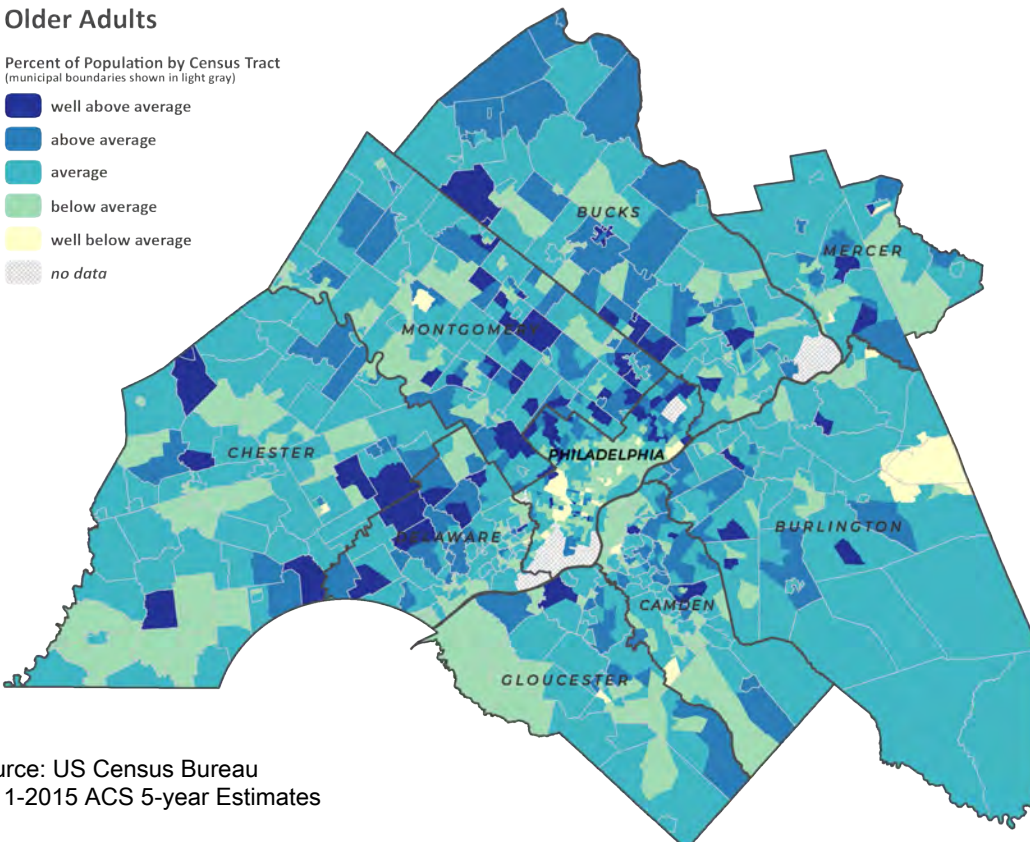 Older Adults
Percent of Population by Census Tract
(municipal boundaries shown in light gray)
well above average
above average
average
below average
well below average
no data
BUCKS
MERCER
MONTGOMERY
CHESTER
PHILADELPHIA
BURLINGTON
DELAWARE
CAMDEN
GLOUCESTER
urce: US Census Bureau
1-2015 ACS 5-year Estimates